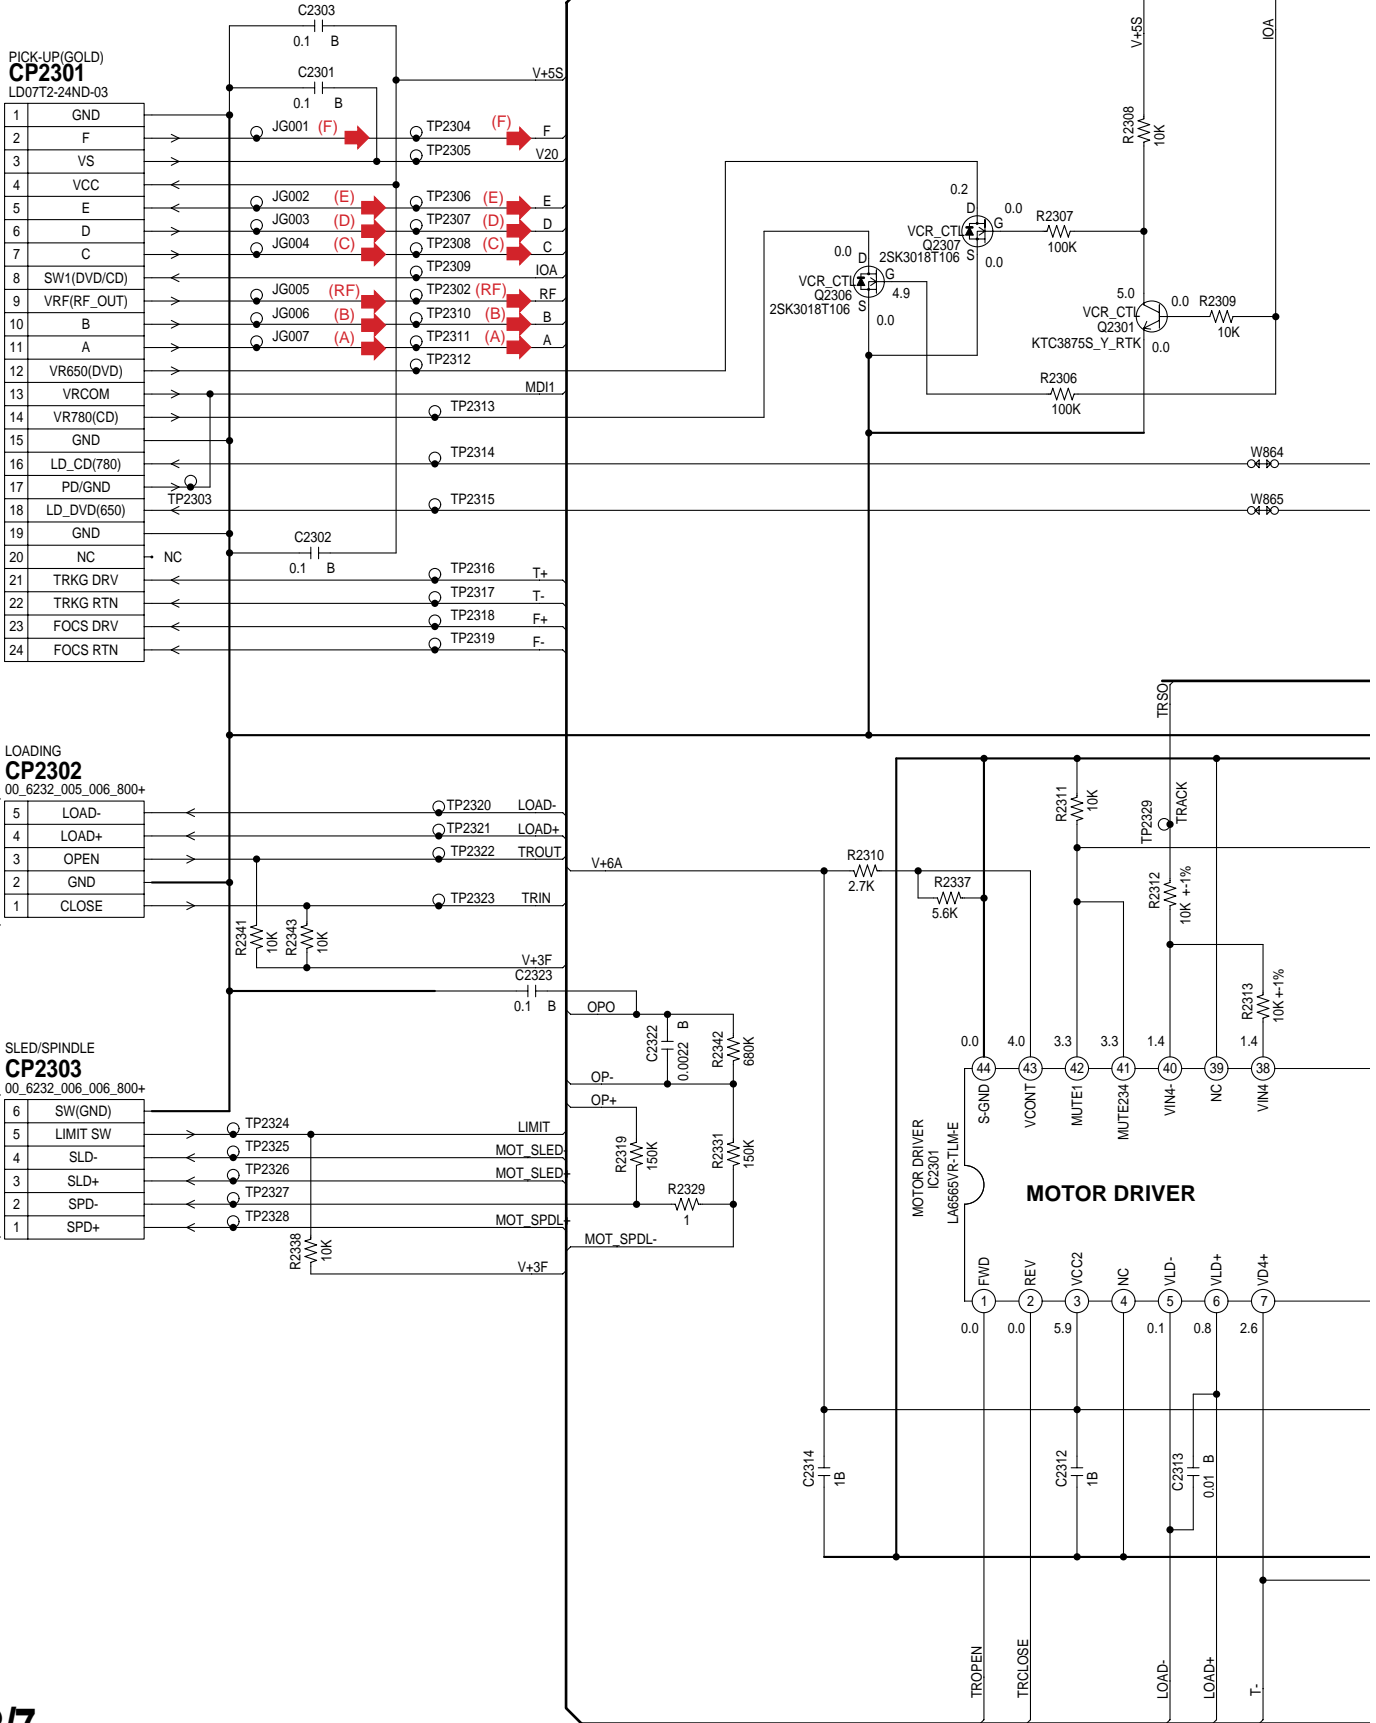 C2303
0.1 B
PICK-UP(GOLD)
CP2301
LD07T2-24ND-03
C2301
0.1 B
V+5S
1 GND
2 F JG001 (F) TP2304 (F) F
3 VS TP2305 V20
4 VCC
5 E JG002 (E) TP2306 (E) E
6 D JG003 (D) TP2307 (D) D
7 C JG004 (C) TP2308 (C) C
8 SW1(DVD/CD) TP2309 IOA
9 VRF(RF_OUT) JG005 (RF) TP2302 (RF) RF
10 B JG006 (B) TP2310 (B) B
11 A JG007 (A) TP2311 (A) A
12 VR650(DVD) TP2312
13 VRCOM MDI1
14 VR780(CD) TP2313
15 GND
16 LD_CD(780) TP2314 W864
17 PD/GND TP2303
18 LD_DVD(650) TP2315 W865
19 GND
20 NC NC
C2302
0.1 B
21 TRKG DRV TP2316 T+
22 TRKG RTN TP2317 T-
23 FOCS DRV TP2318 F+
24 FOCS RTN TP2319 F-
V+5S
IOA
R2308
10K
0.2
D
0.0
G
VCR_CTL
Q2307
2SK3018T106
S
0.0
R2307
100K
0.0
D
VCR_CTL
Q2306
2SK3018T106
G
4.9
S
0.0
5.0
VCR_CTL
Q2301
KTC3875S_Y_RTK
0.0
0.0
R2309
10K
R2306
100K
LOADING
CP2302
00_6232_005_006_800+
5 LOAD- TP2320 LOAD-
4 LOAD+ TP2321 LOAD+
3 OPEN TP2322 TROUT
2 GND
1 CLOSE TP2323 TRIN
R2341
10K
R2343
10K
V+3F
C2323
0.1 B
V+6A
R2310
2.7K
R2337
5.6K
OPO
C2322
0.0022 B
R2342
680K
OP-
OP+
R2319
150K
R2331
150K
R2329
1
MOT_SPDL-
SLED/SPINDLE
CP2303
00_6232_006_006_800+
6 SW(GND)
5 LIMIT SW TP2324 LIMIT
4 SLD- TP2325 MOT_SLED-
3 SLD+ TP2326 MOT_SLED+
2 SPD- TP2327
1 SPD+ TP2328 MOT_SPDL+
R2338
10K
V+3F
TRSO
R2311
10K
TP2329
TRACK
R2312
10K +-1%
R2313
10K +-1%
0.0 4.0 3.3 3.3 1.4 1.4
44 43 42 41 40 39 38
S-GND VCONT MUTE1 MUTE234 VIN4- NC VIN4
MOTOR DRIVER
IC2301
LA6565VR-TLM-E
MOTOR DRIVER
FWD REV VCC2 NC VLD- VLD+ VD4+
1 2 3 4 5 6 7
0.0 0.0 5.9 0.1 0.8 2.6
C2314
1B
C2312
1B
C2313
0.01 B
TROPEN TRCLOSE LOAD- LOAD+ T-
/7